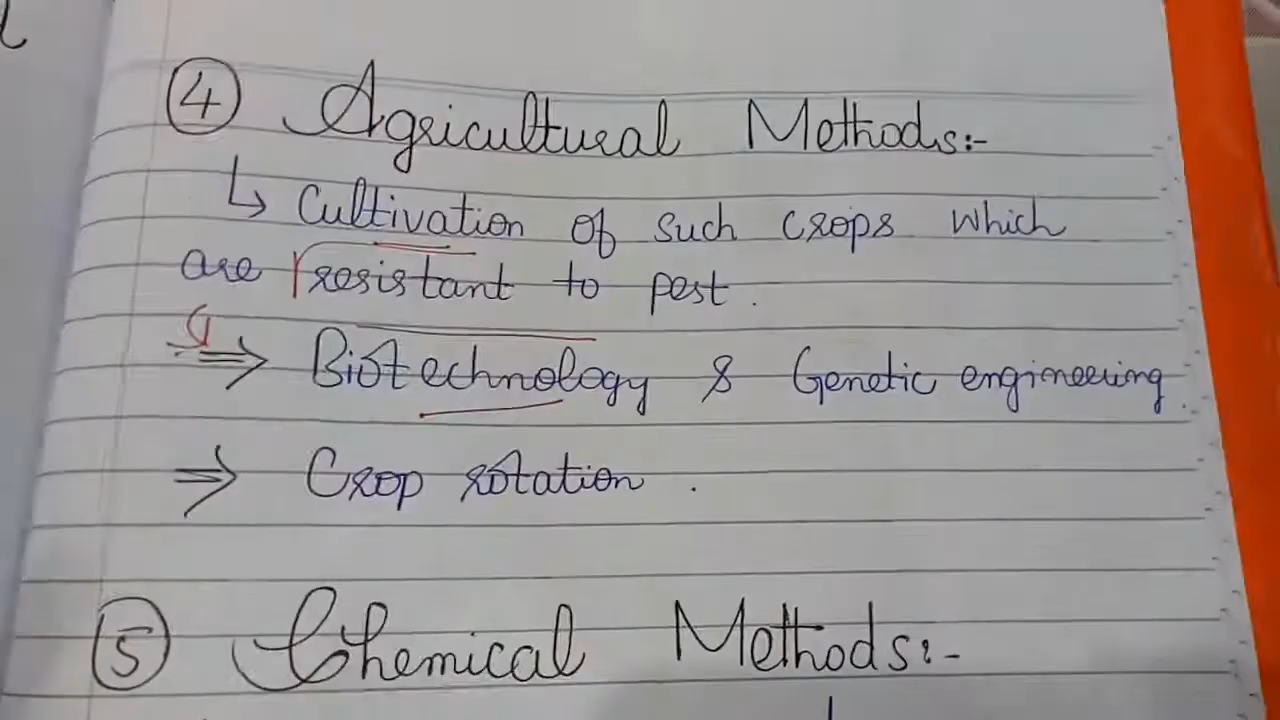 ④ Agricultural Methods:-
↳ Cultivation of such crops which
are resistant to pest.
⇒ Biotechnology & Genetic engineering.
⇒ Crop rotation.
⑤ Chemical Methods:-